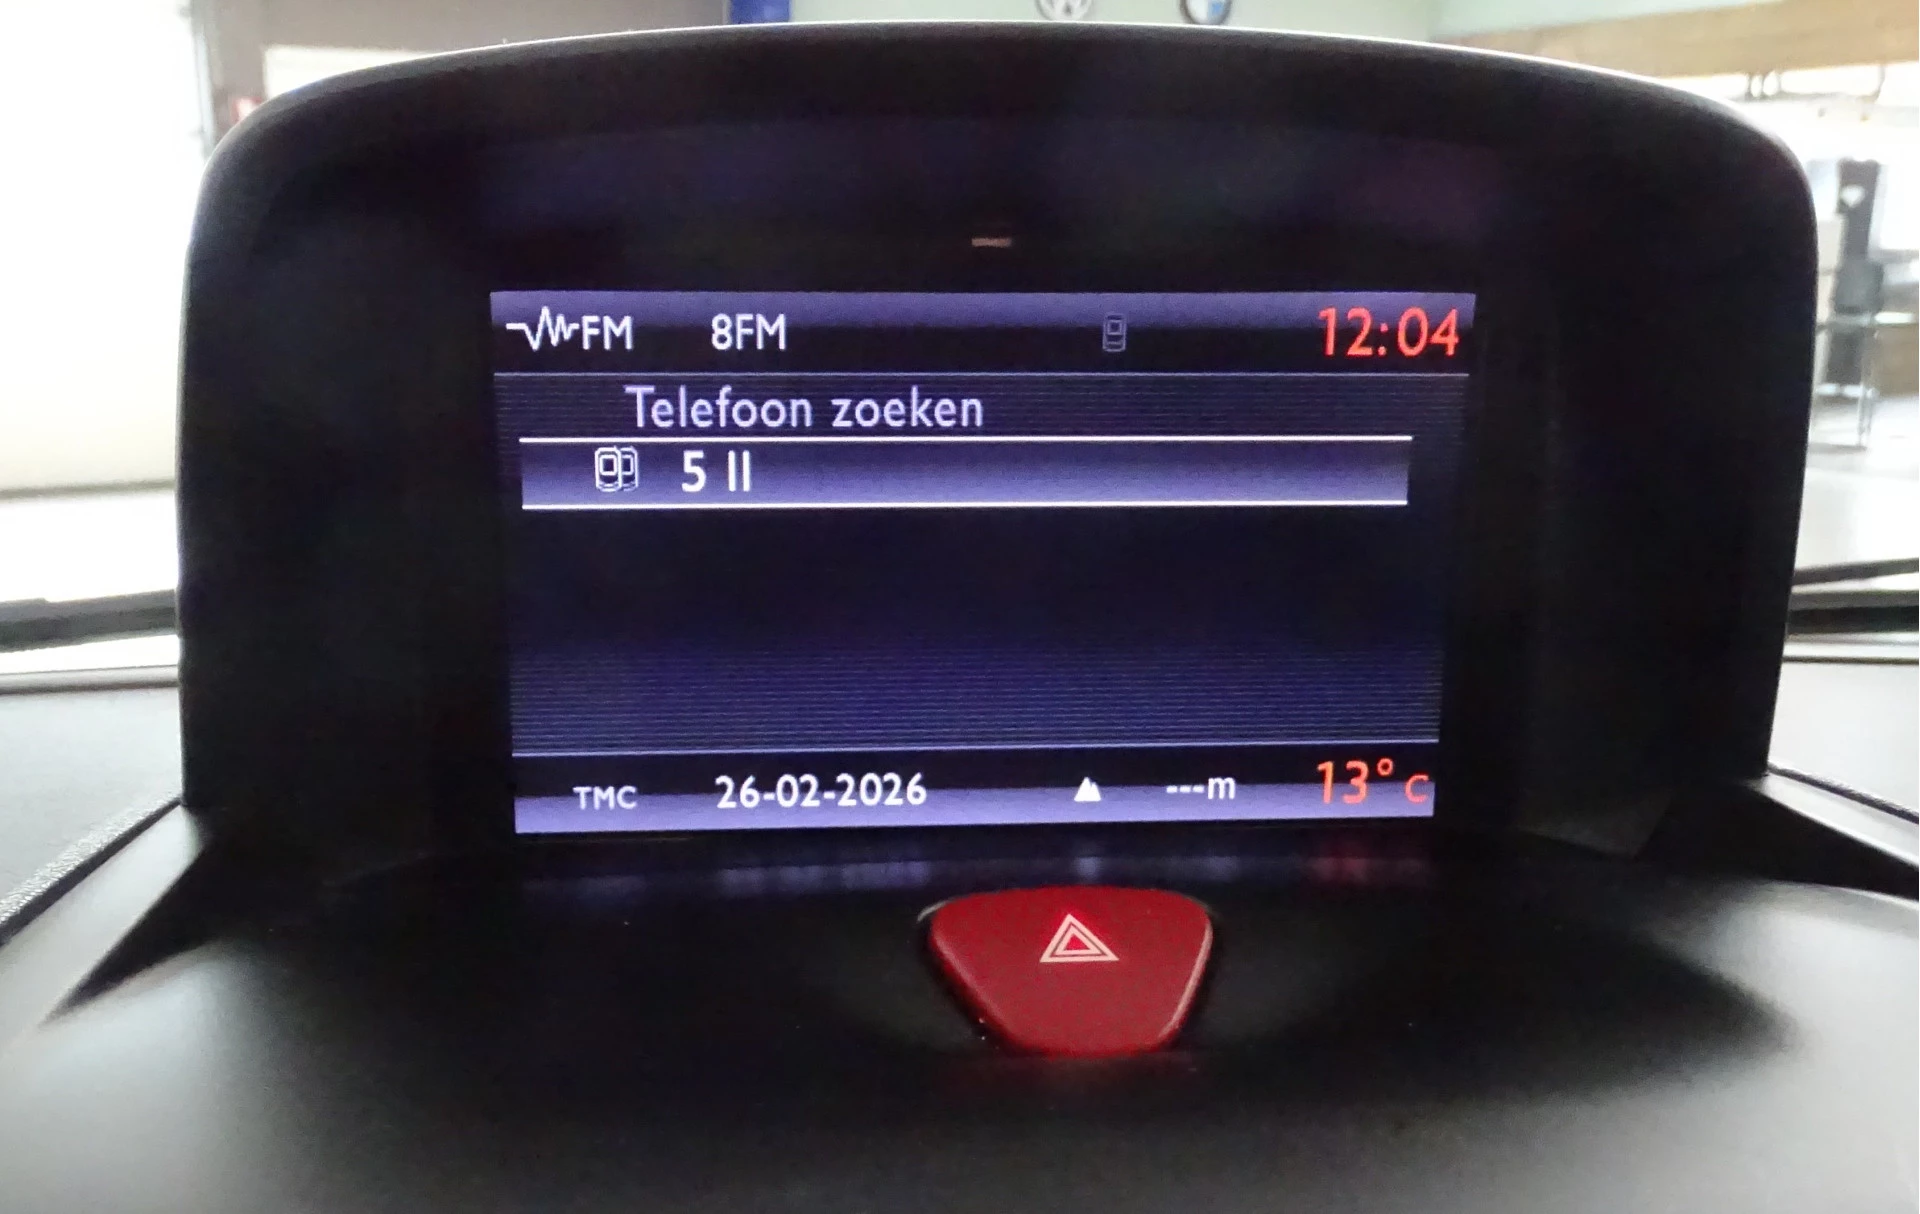 FM 8FM 12:04
Telefoon zoeken
5 II
TMC 26-02-2026 ---m 13°C